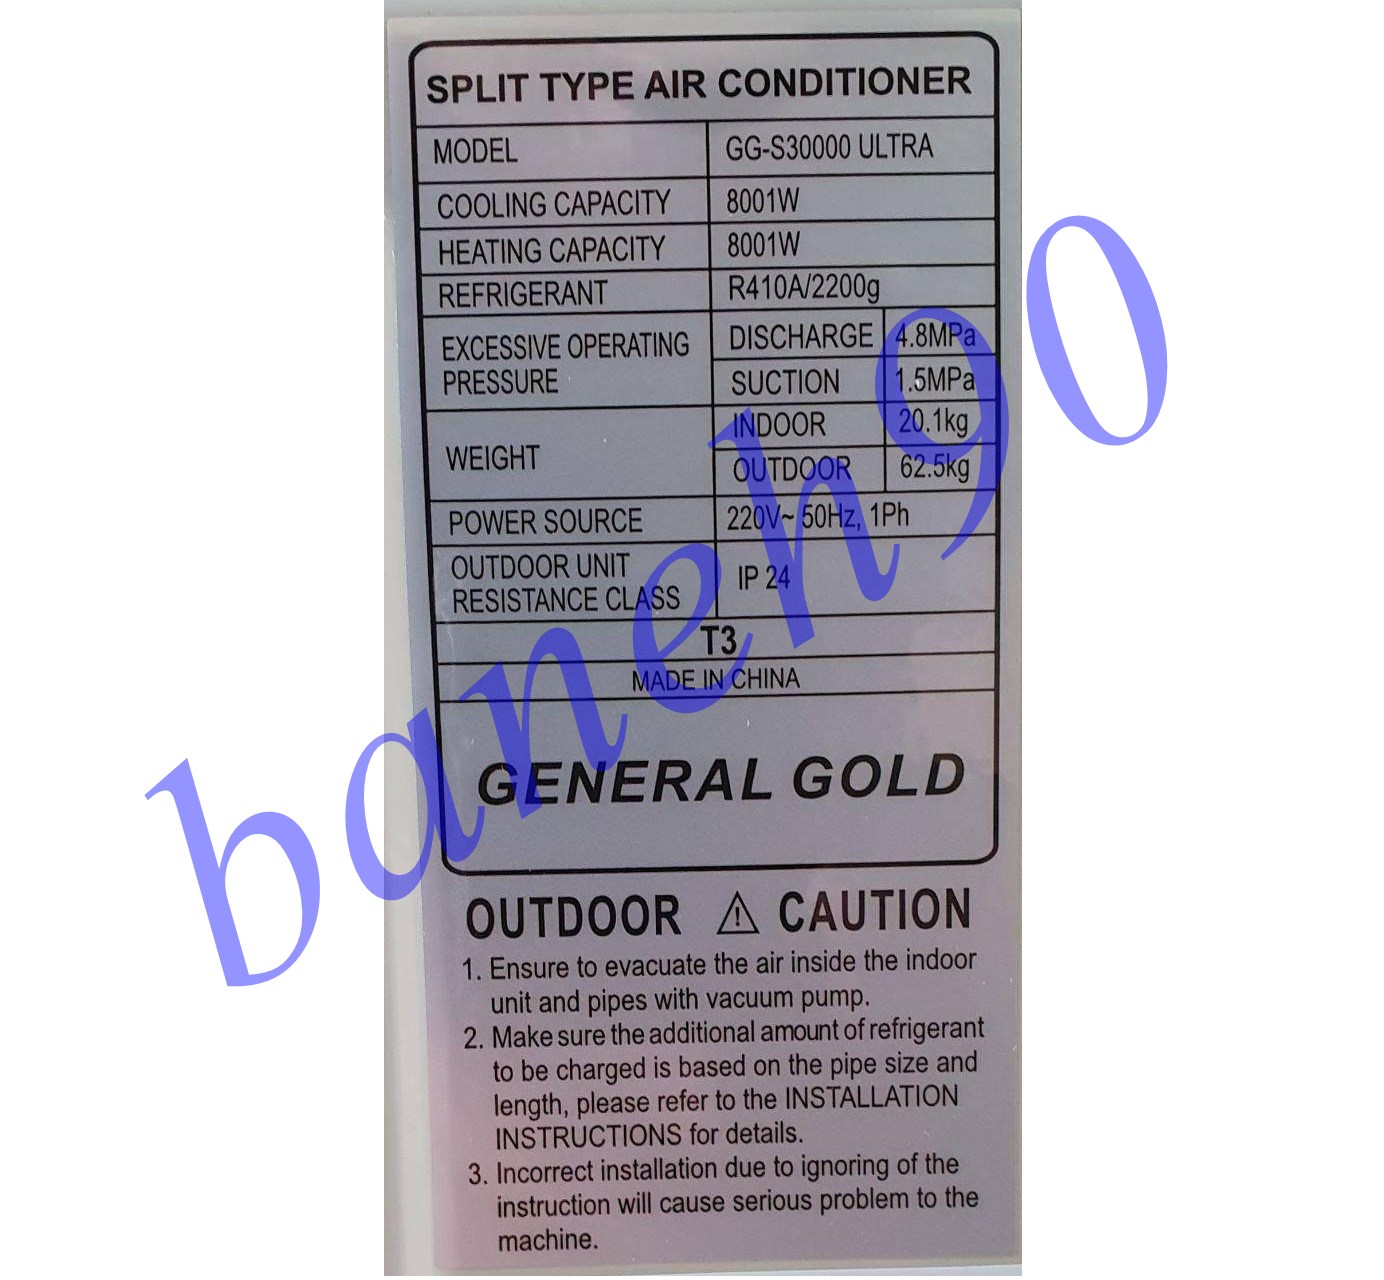 SPLIT TYPE AIR CONDITIONER
MODEL GG-S30000 ULTRA
COOLING CAPACITY 8001W
HEATING CAPACITY 8001W
REFRIGERANT R410A/2200g
EXCESSIVE OPERATING PRESSURE DISCHARGE 4.8MPa
SUCTION 1.5MPa
WEIGHT INDOOR 20.1kg
OUTDOOR 62.5kg
POWER SOURCE 220V~ 50Hz, 1Ph
OUTDOOR UNIT
RESISTANCE CLASS IP 24
T3
MADE IN CHINA
GENERAL GOLD
OUTDOOR ⚠ CAUTION
1. Ensure to evacuate the air inside the indoor
unit and pipes with vacuum pump.
2. Make sure the additional amount of refrigerant
to be charged is based on the pipe size and
length, please refer to the INSTALLATION
INSTRUCTIONS for details.
3. Incorrect installation due to ignoring of the
instruction will cause serious problem to the
machine.
baneh90